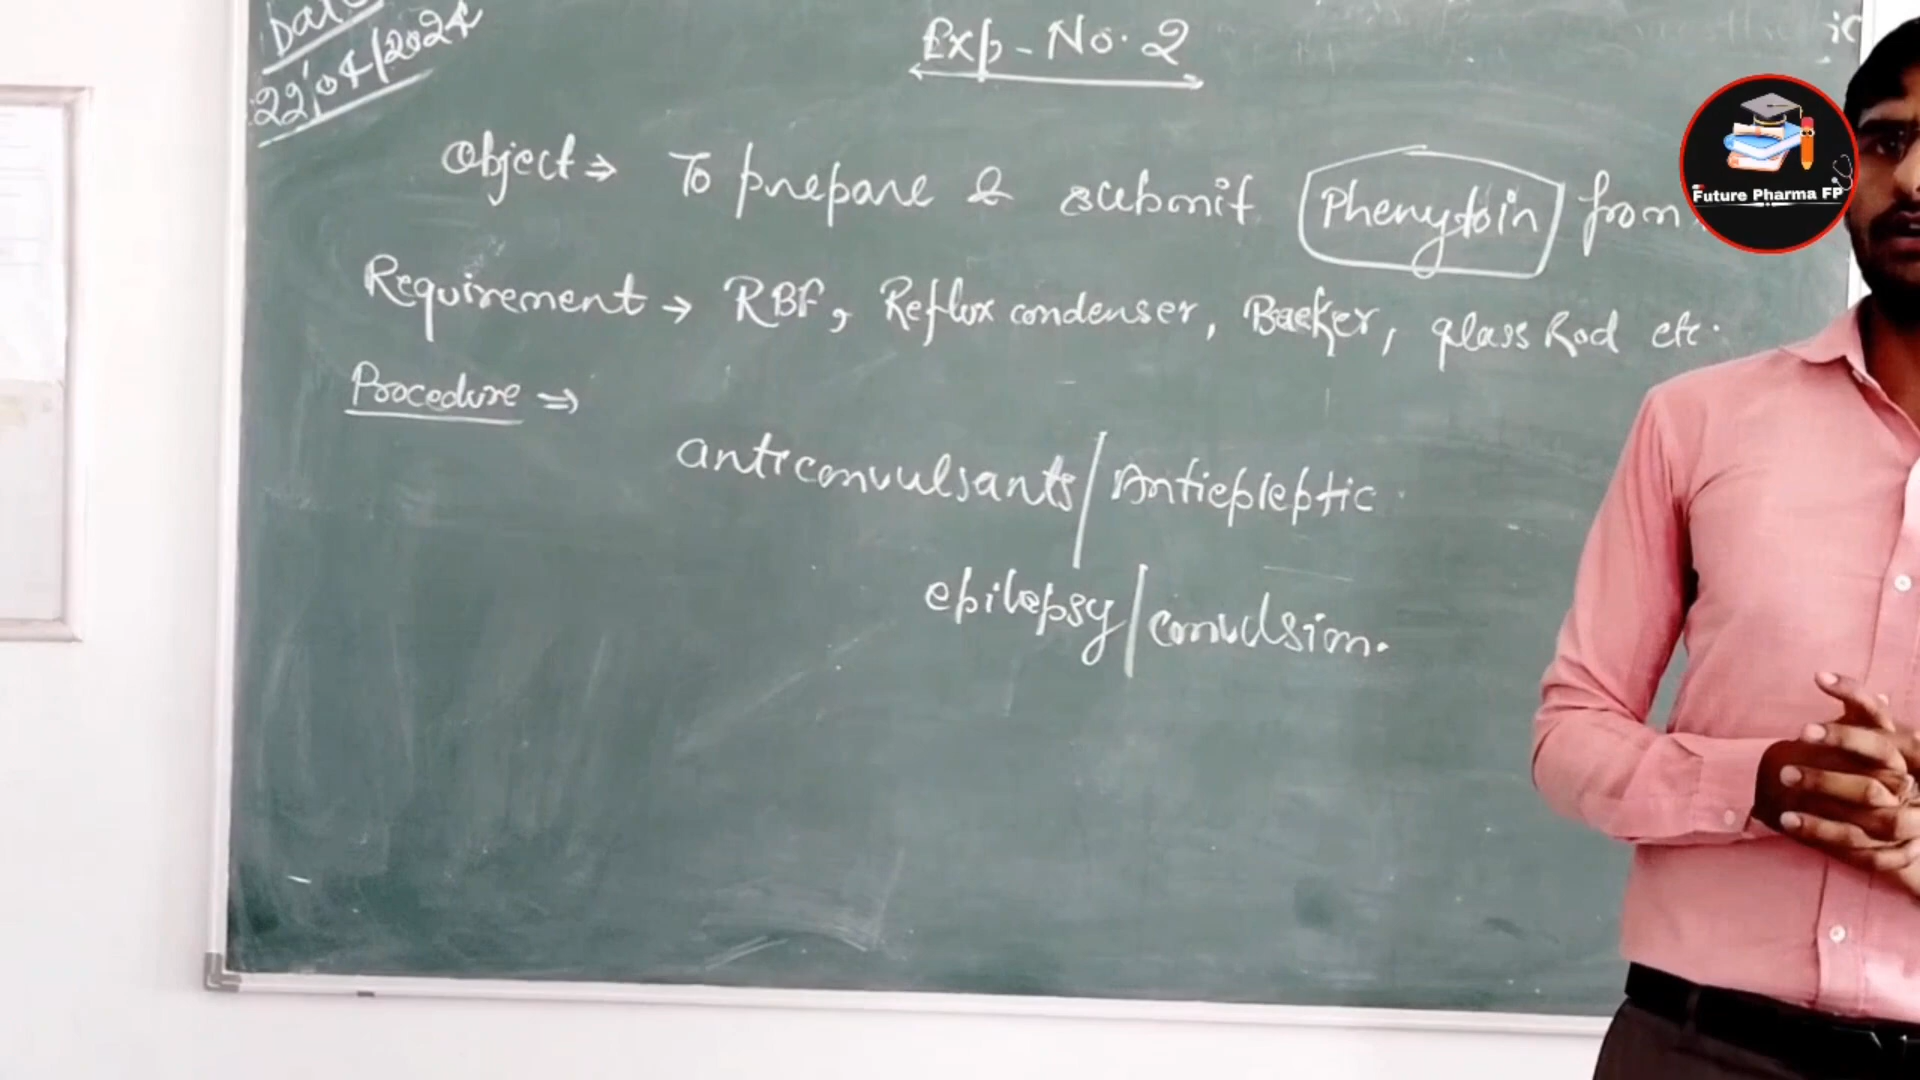 Date
22/04/2024
Exp-No.2
Object⇒ To prepare & submit Phenytoin from
Requirement → RBF, Reflux condenser, Baeker, glass Rod etc.
Procedure ⇒
anticonvulsants/Antiepleptic
epilepsy/convulsion.
Future Pharma FP